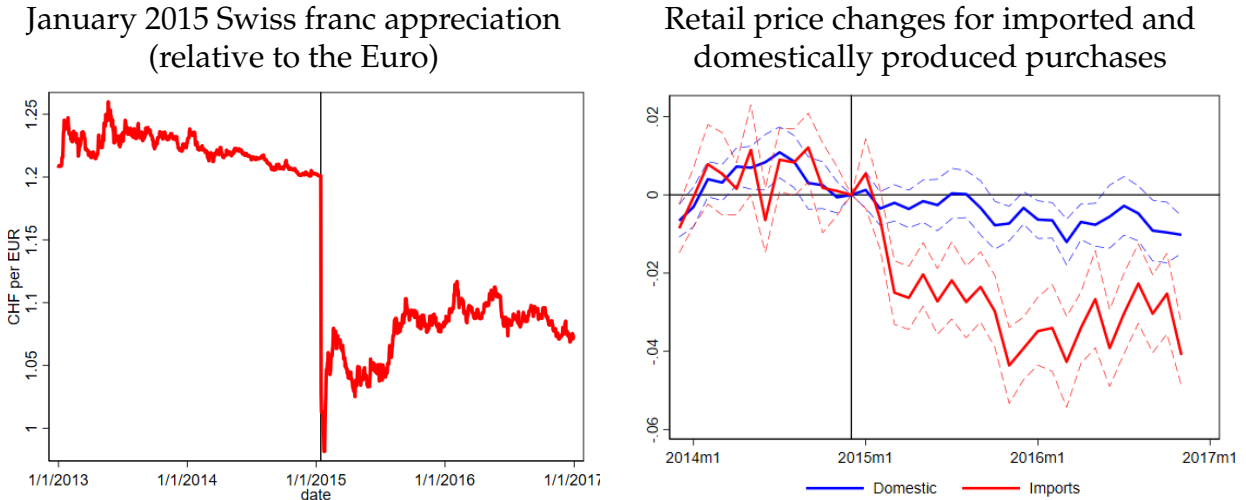 January 2015 Swiss franc appreciation
(relative to the Euro)
CHF per EUR
1.25
1.2
1.15
1.1
1.05
1
1/1/2013
1/1/2014
1/1/2015
1/1/2016
1/1/2017
date
Retail price changes for imported and
domestically produced purchases
.02
0
-.02
-.04
-.06
2014m1
2015m1
2016m1
2017m1
Domestic
Imports